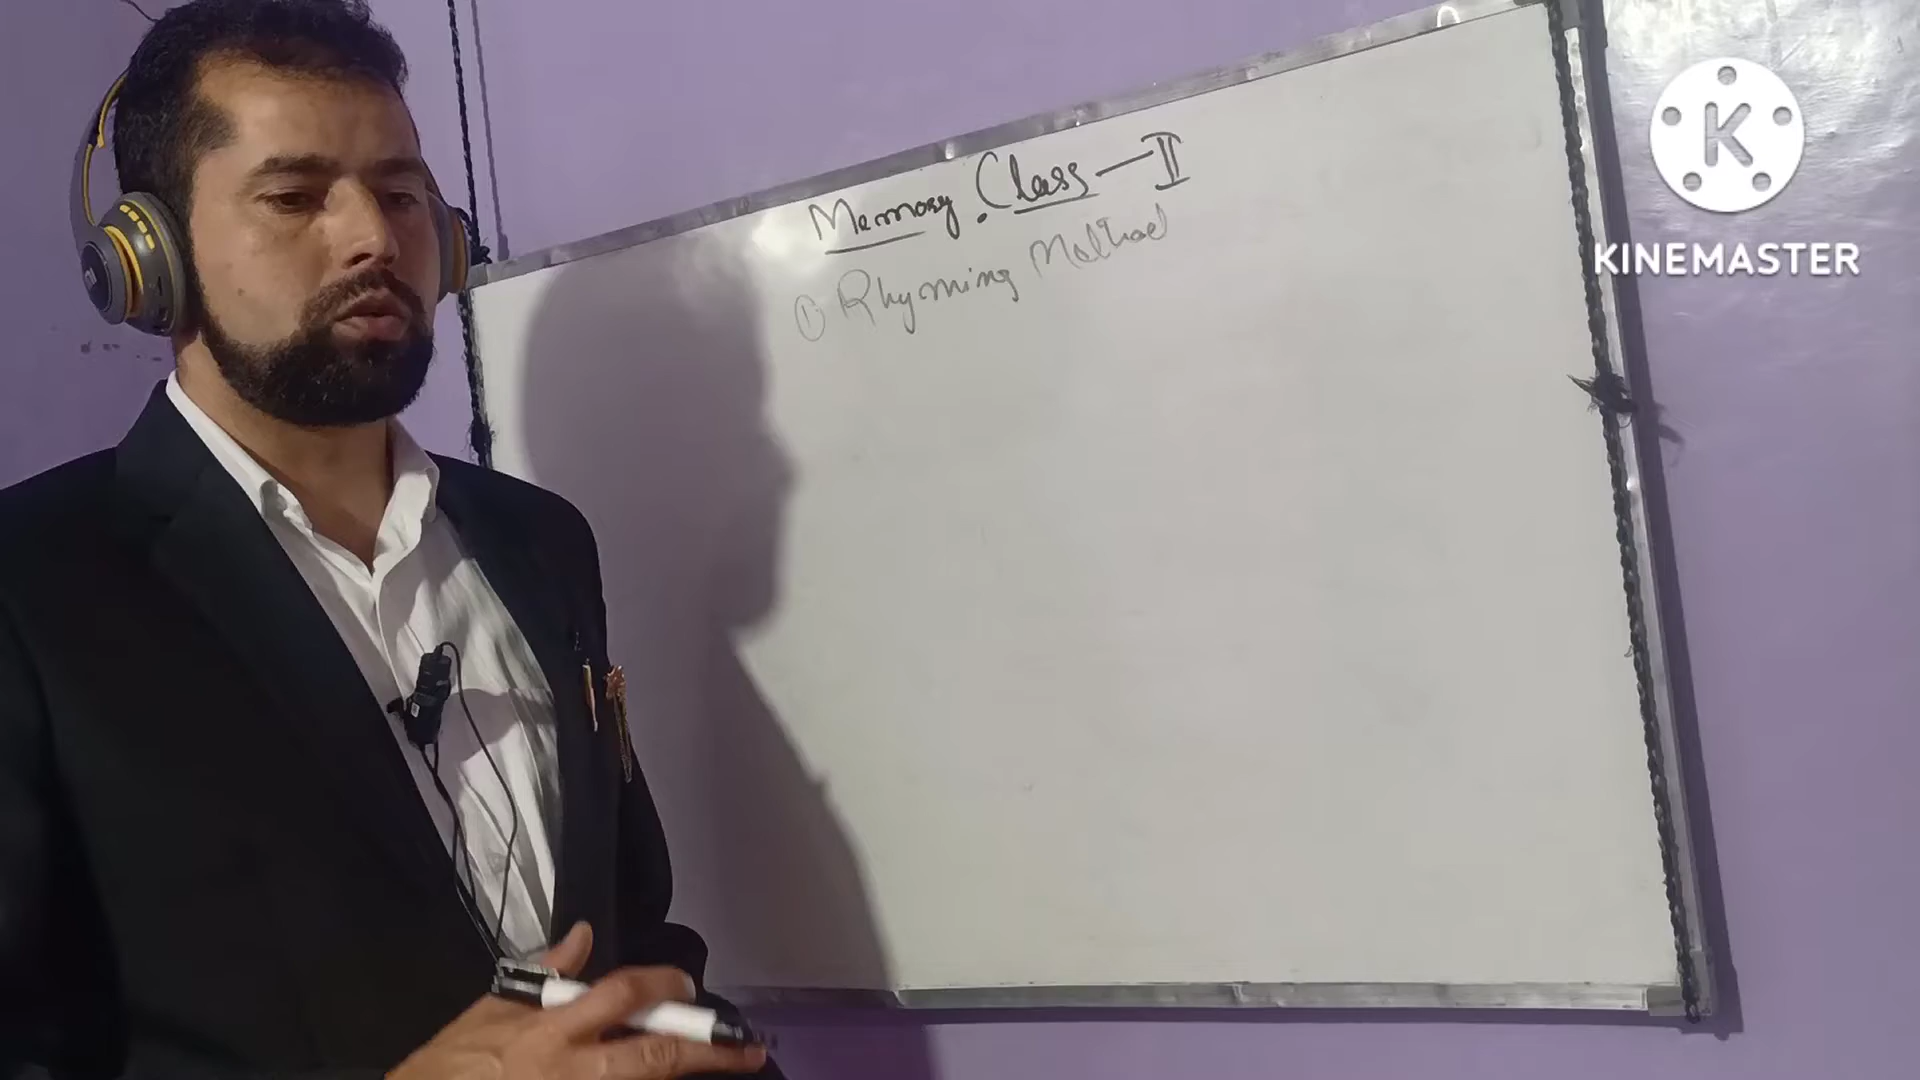 Memory Class — II
① Rhyming Method
K
KINEMASTER